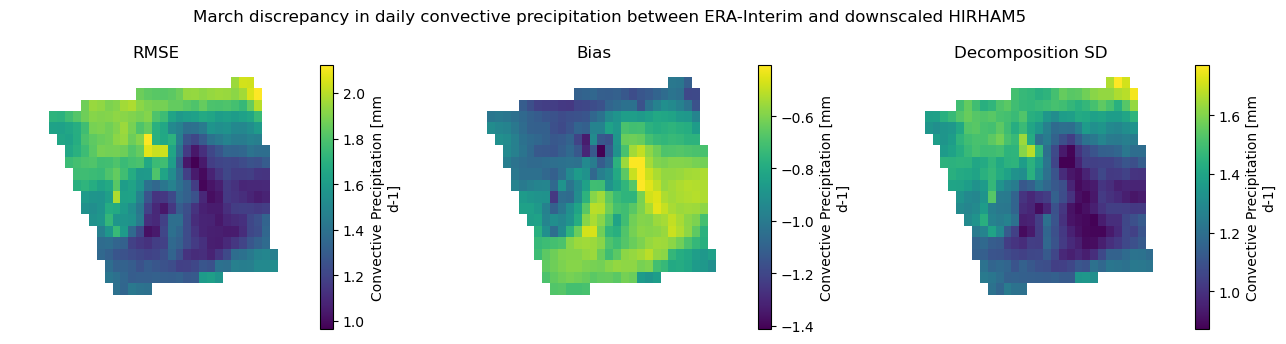 March discrepancy in daily convective precipitation between ERA-Interim and downscaled HIRHAM5
RMSE
2.0
1.8
1.6
1.4
1.2
1.0
Convective Precipitation [mm
d-1]
Bias
−0.6
−0.8
−1.0
−1.2
−1.4
Convective Precipitation [mm
d-1]
Decomposition SD
1.6
1.4
1.2
1.0
Convective Precipitation [mm
d-1]